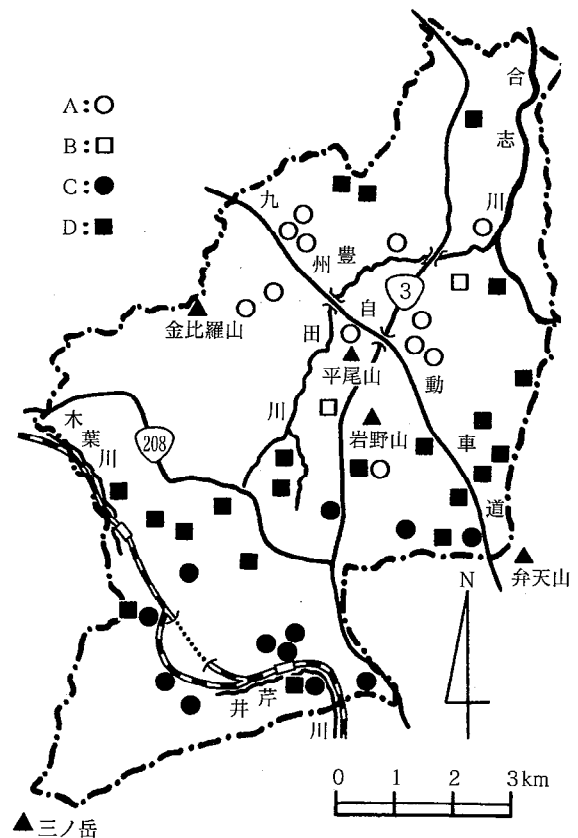 A:○
B:□
C:●
D:■
合志川
九州自動車道
豊田川
3
金比羅山
平尾山
岩野山
木葉川
208
弁天山
N
井芹川
0 1 2 3km
三ノ岳